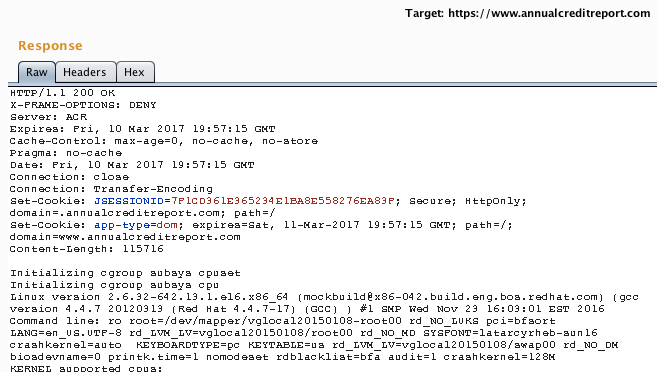 Target: https://www.annualcreditreport.com
Response
Raw Headers Hex
HTTP/1.1 200 OK
X-FRAME-OPTIONS: DENY
Server: ACR
Expires: Fri, 10 Mar 2017 19:57:15 GMT
Cache-Control: max-age=0, no-cache, no-store
Pragma: no-cache
Date: Fri, 10 Mar 2017 19:57:15 GMT
Connection: close
Connection: Transfer-Encoding
Set-Cookie: JSESSIONID=7F1CD361E365234E1BA8E558276EA83F; Secure; HttpOnly;
domain=.annualcreditreport.com; path=/
Set-Cookie: app-type=dom; expires=Sat, 11-Mar-2017 19:57:15 GMT; path=/;
domain=www.annualcreditreport.com
Content-Length: 115716
Initializing cgroup subsys cpuset
Initializing cgroup subsys cpu
Linux version 2.6.32-642.13.1.el6.x86_64 (mockbuild@x86-042.build.eng.bos.redhat.com) (gcc
version 4.4.7 20120313 (Red Hat 4.4.7-17) (GCC) ) #1 SMP Wed Nov 23 16:03:01 EST 2016
Command line: ro root=/dev/mapper/vglocal20150108-root00 rd_NO_LUKS pci=bfsort
LANG=en_US.UTF-8 rd_LVM_LV=vglocal20150108/root00 rd_NO_MD SYSFONT=latarcyrheb-sun16
crashkernel=auto KEYBOARDTYPE=pc KEYTABLE=us rd_LVM_LV=vglocal20150108/swap00 rd_NO_DM
biosdevname=0 printk.time=1 nomodeset rdblacklist=bfa audit=1 crashkernel=128M
KERNEL supported cpus: